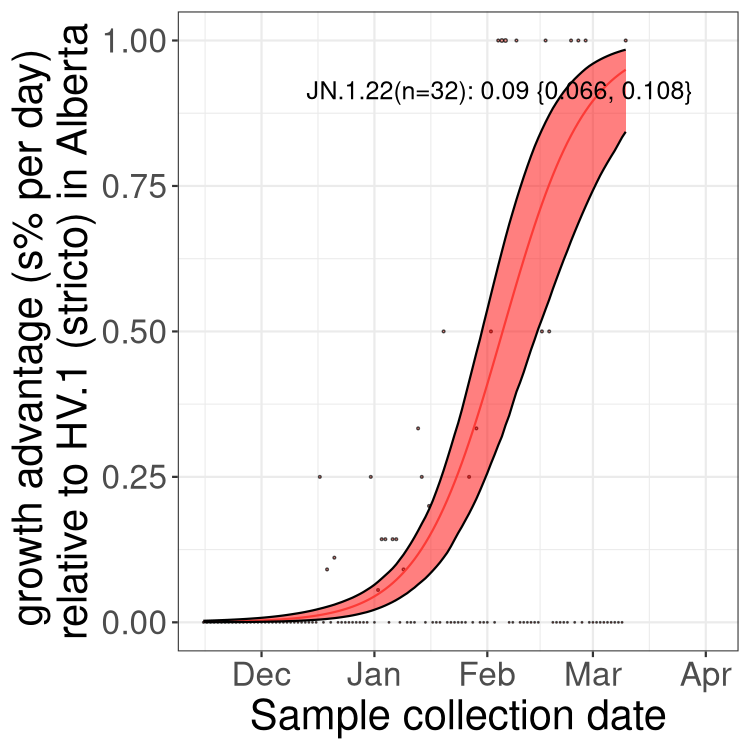 growth advantage (s% per day)
relative to HV.1 (stricto) in Alberta
1.00
JN.1.22(n=32): 0.09 {0.066, 0.108}
0.75
0.50
0.25
0.00
Dec Jan Feb Mar Apr
Sample collection date